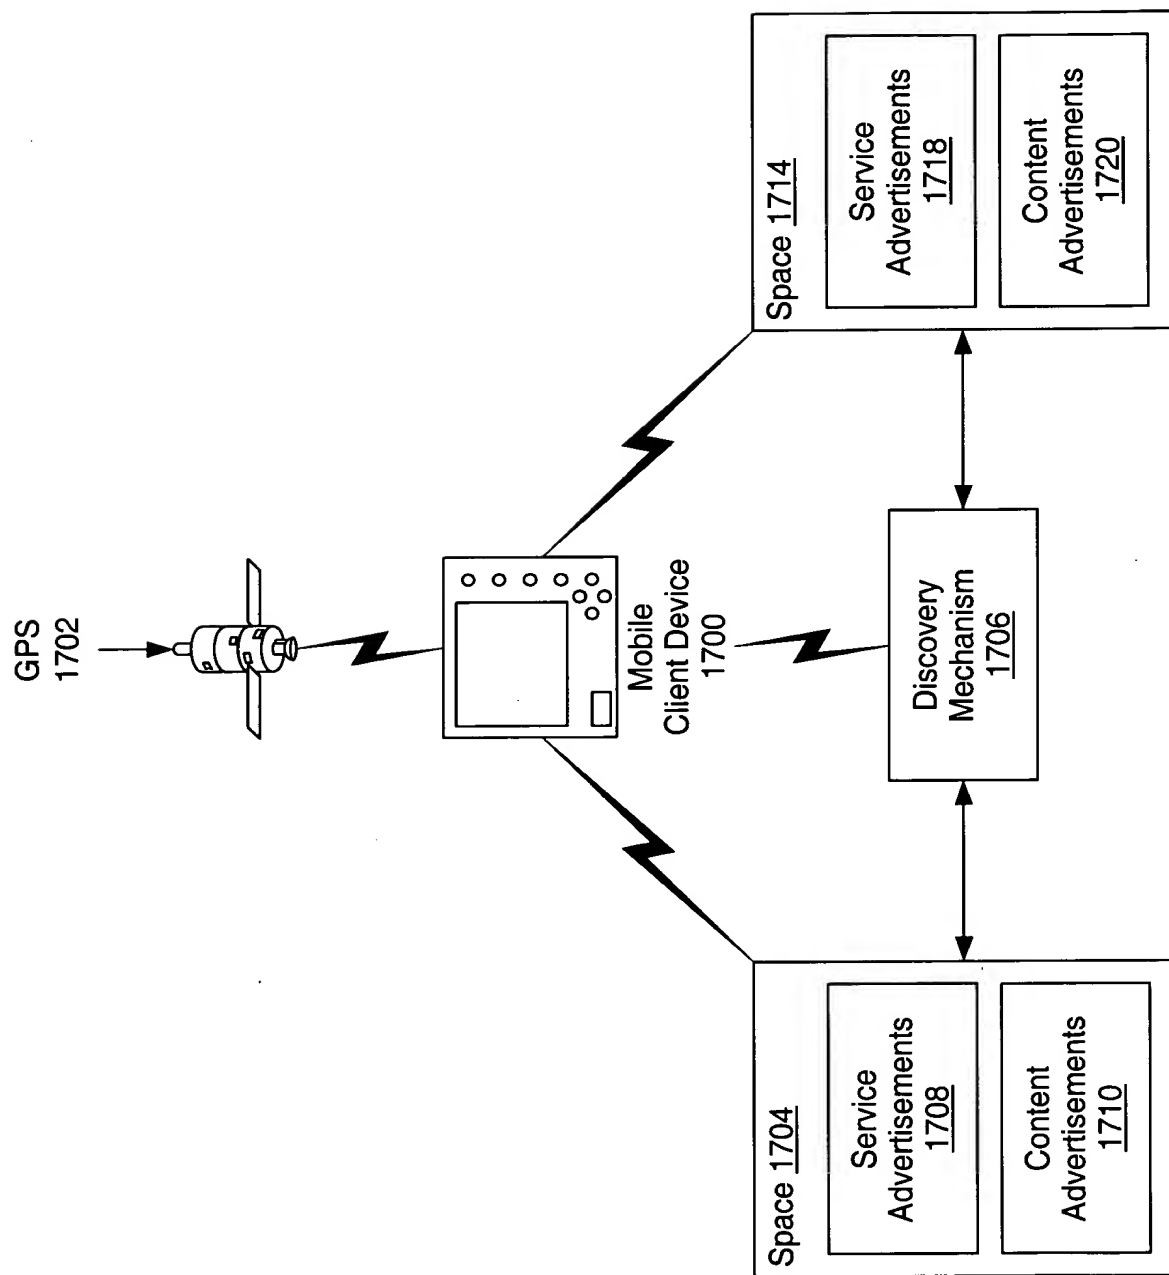 GPS
1702
Mobile
Client Device
1700
Discovery
Mechanism
1706
Space 1704
Service
Advertisements
1708
Content
Advertisements
1710
Space 1714
Service
Advertisements
1718
Content
Advertisements
1720